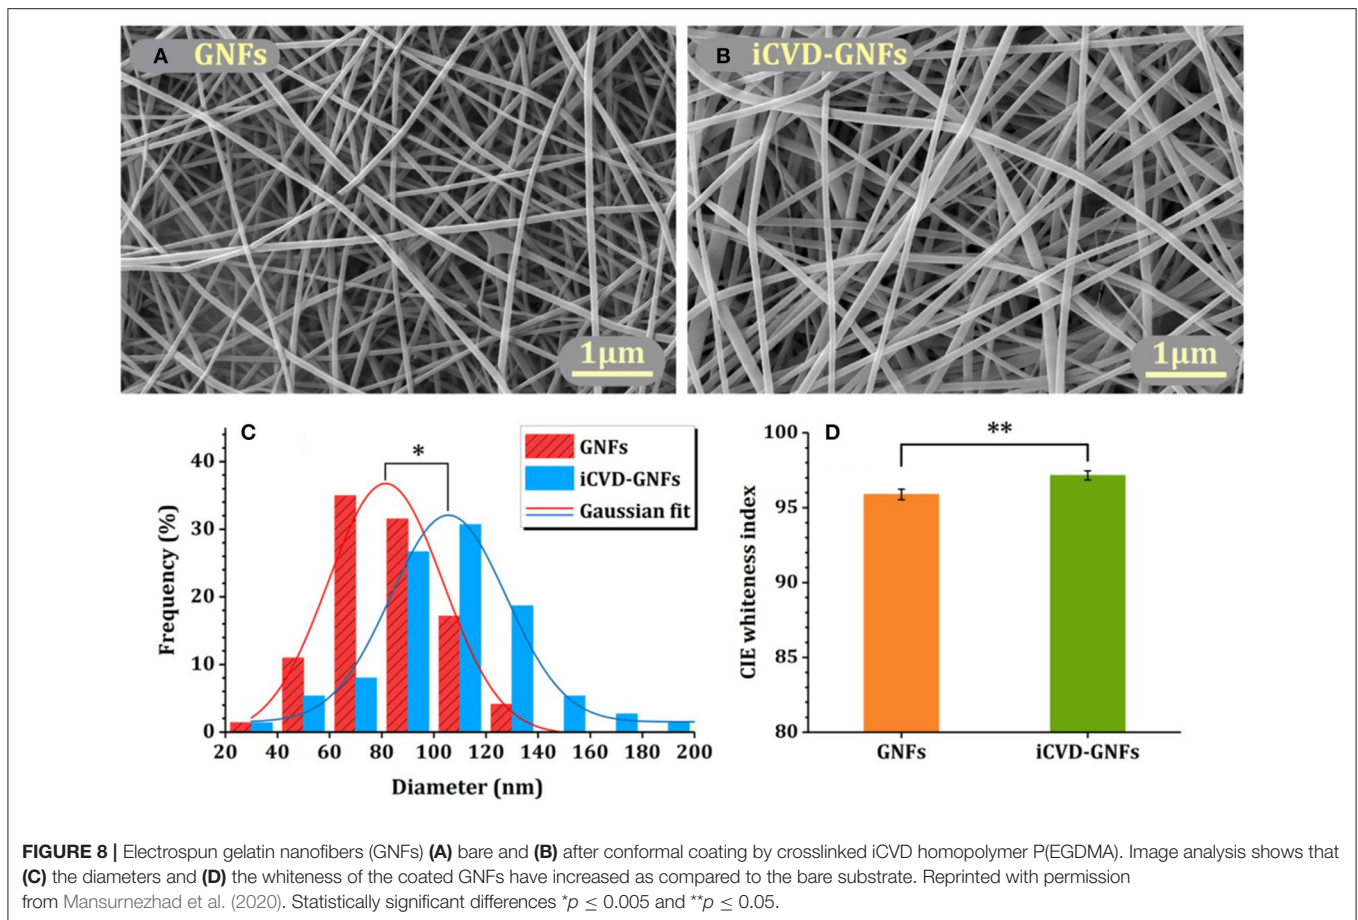 A GNFs
B iCVD-GNFs
1μm
1μm
C
*
GNFs
iCVD-GNFs
Gaussian fit
Frequency (%)
40
30
20
10
0
20 40 60 80 100 120 140 160 180 200
Diameter (nm)
D
**
CIE whiteness index
100
95
90
85
80
GNFs iCVD-GNFs
FIGURE 8 | Electrospun gelatin nanofibers (GNFs) (A) bare and (B) after conformal coating by crosslinked iCVD homopolymer P(EGDMA). Image analysis shows that
(C) the diameters and (D) the whiteness of the coated GNFs have increased as compared to the bare substrate. Reprinted with permission
from Mansurnezhad et al. (2020). Statistically significant differences *p ≤ 0.005 and **p ≤ 0.05.